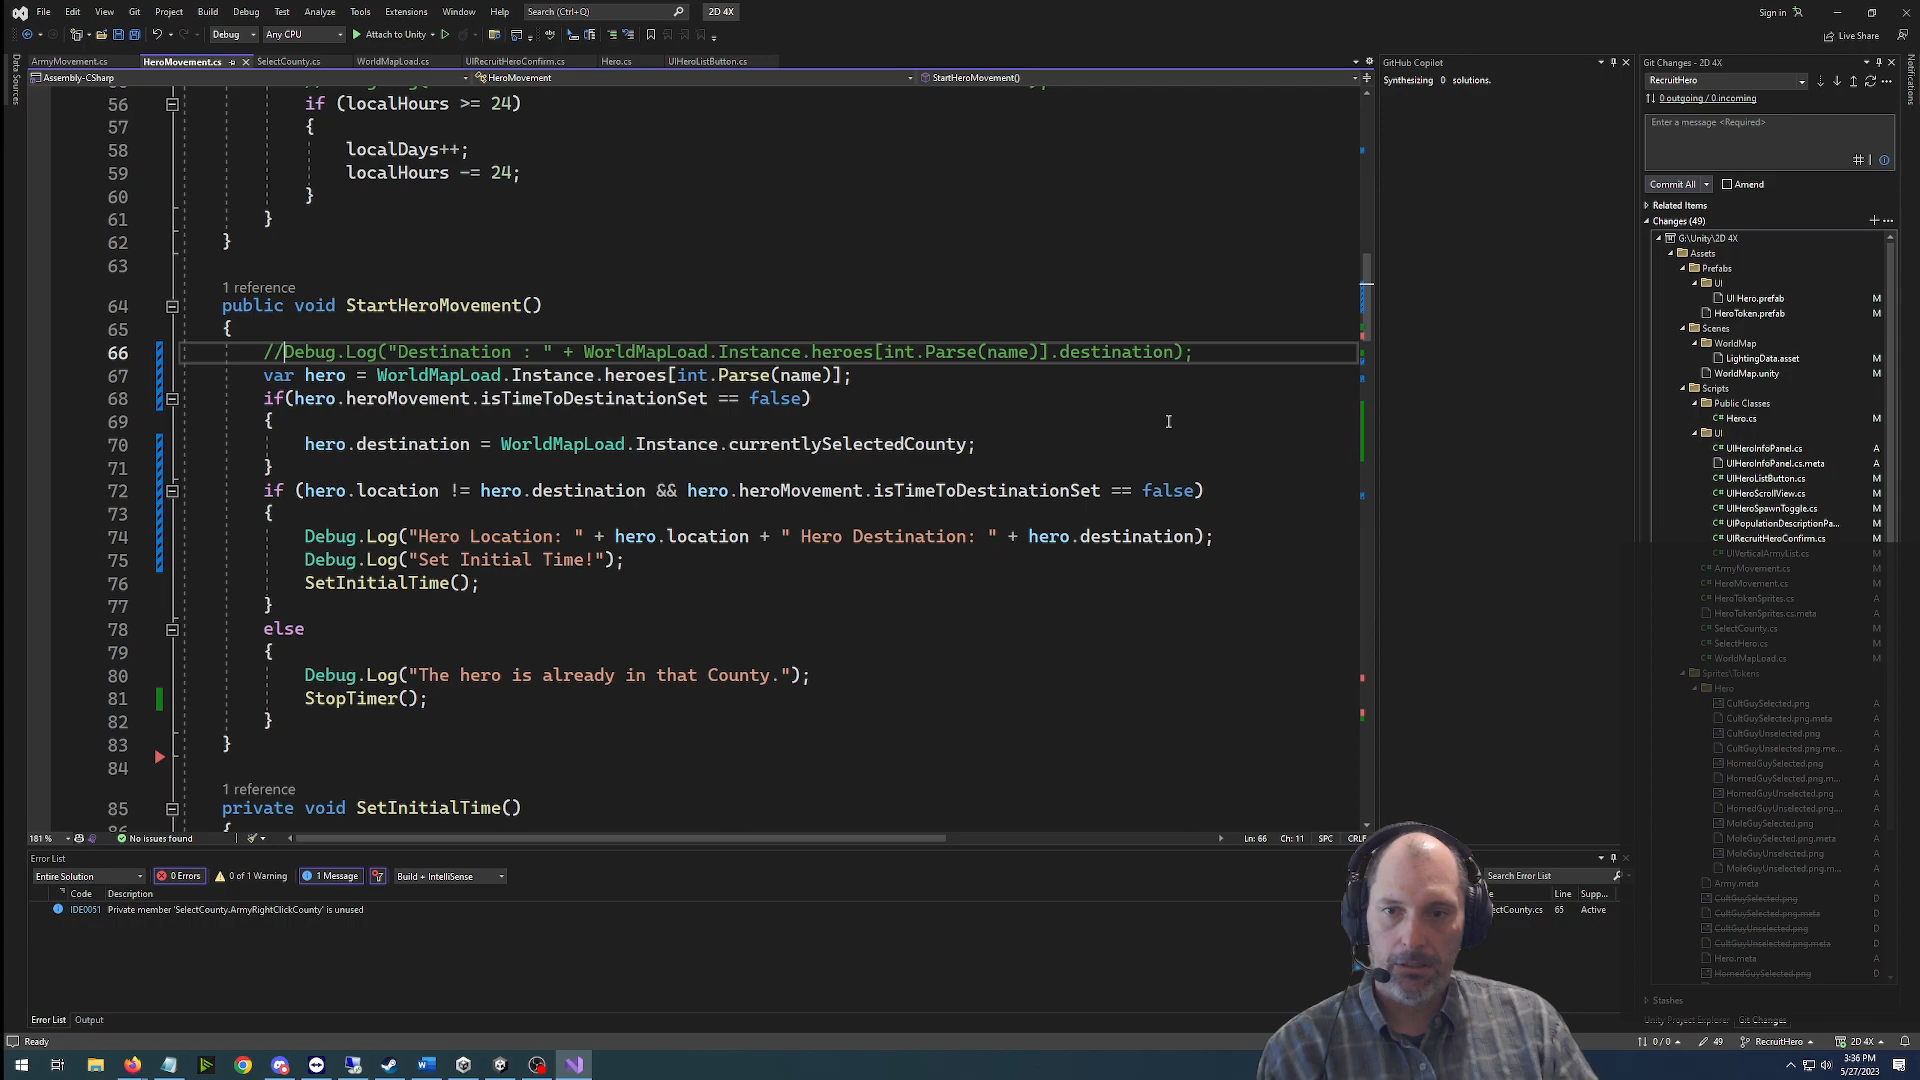 File Edit View Git Project Build Debug Test Analyze Tools Extensions Window Help Search (Ctrl+Q) 2D 4X Sign in
Debug Any CPU Attach to Unity Live Share
ArmyMovement.cs HeroMovement.cs SelectCounty.cs WorldMapLoad.cs UIRecruitHeroConfirm.cs Hero.cs UIHeroListButton.cs
Assembly-CSharp HeroMovement StartHeroMovement()
Data Sources
56 if (localHours >= 24)
57 {
58 localDays++;
59 localHours -= 24;
60 }
61 }
62 }
63
1 reference
64 public void StartHeroMovement()
65 {
66 //Debug.Log("Destination : " + WorldMapLoad.Instance.heroes[int.Parse(name)].destination);
67 var hero = WorldMapLoad.Instance.heroes[int.Parse(name)];
68 if(hero.heroMovement.isTimeToDestinationSet == false)
69 {
70 hero.destination = WorldMapLoad.Instance.currentlySelectedCounty;
71 }
72 if (hero.location != hero.destination && hero.heroMovement.isTimeToDestinationSet == false)
73 {
74 Debug.Log("Hero Location: " + hero.location + " Hero Destination: " + hero.destination);
75 Debug.Log("Set Initial Time!");
76 SetInitialTime();
77 }
78 else
79 {
80 Debug.Log("The hero is already in that County.");
81 StopTimer();
82 }
83 }
84
1 reference
85 private void SetInitialTime()
86 {
181 % No issues found Ln: 66 Ch: 11 SPC CRLF
Error List
Entire Solution 0 Errors 0 of 1 Warning 1 Message Build + IntelliSense Search Error List
Code Description Line Supp...
IDE0051 Private member 'SelectCounty.ArmyRightClickCounty' is unused ectCounty.cs 65 Active
Error List Output
Ready 0 / 0 49 RecruitHero 2D 4X
GitHub Copilot
Synthesizing 0 solutions.
Git Changes - 2D 4X
RecruitHero
0 outgoing / 0 incoming
Enter a message <Required>
Commit All Amend
Related Items
Changes (49)
G:\Unity\2D 4X
Assets
Prefabs
UI
UI Hero.prefab M
HeroToken.prefab M
Scenes
WorldMap
LightingData.asset M
WorldMap.unity M
Scripts
Public Classes
Hero.cs M
UI
UIHeroInfoPanel.cs A
UIHeroInfoPanel.cs.meta A
UIHeroListButton.cs M
UIHeroScrollView.cs M
UIHeroSpawnToggle.cs M
UIPopulationDescriptionPa... M
UIRecruitHeroConfirm.cs M
UIVerticalArmyList.cs M
ArmyMovement.cs M
HeroMovement.cs M
HeroTokenSprites.cs A
HeroTokenSprites.cs.meta A
SelectCounty.cs M
SelectHero.cs M
WorldMapLoad.cs M
Sprites\Tokens
Hero
CultGuySelected.png A
CultGuySelected.png.meta A
CultGuyUnselected.png A
CultGuyUnselected.png.me... A
HornedGuySelected.png A
HornedGuySelected.png.m... A
HornedGuyUnselected.png A
HornedGuyUnselected.png.... A
MoleGuySelected.png A
MoleGuySelected.png.meta A
MoleGuyUnselected.png A
MoleGuyUnselected.png.m... A
Army.meta A
CultGuySelected.png D
CultGuySelected.png.meta D
CultGuyUnselected.png D
CultGuyUnselected.png.meta D
Hero.meta A
HornedGuySelected.png D
Stashes
Unity Project Explorer Git Changes
Notifications
3:36 PM
5/27/2023